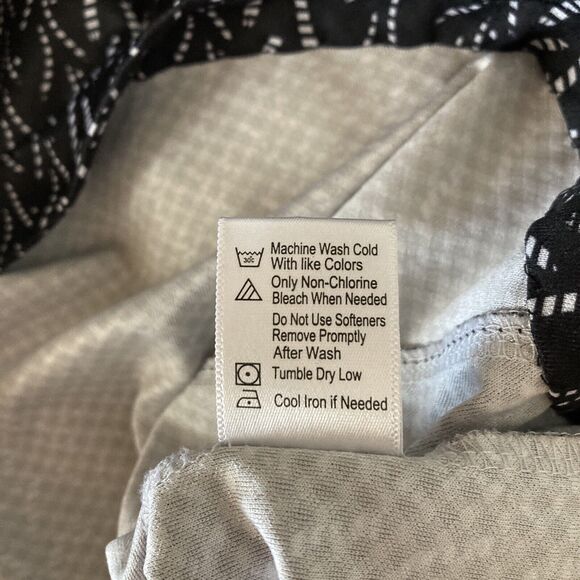 Machine Wash Cold
30c With like Colors
Only Non-Chlorine
Bleach When Needed
Do Not Use Softeners
Remove Promptly
After Wash
Tumble Dry Low
Cool Iron if Needed